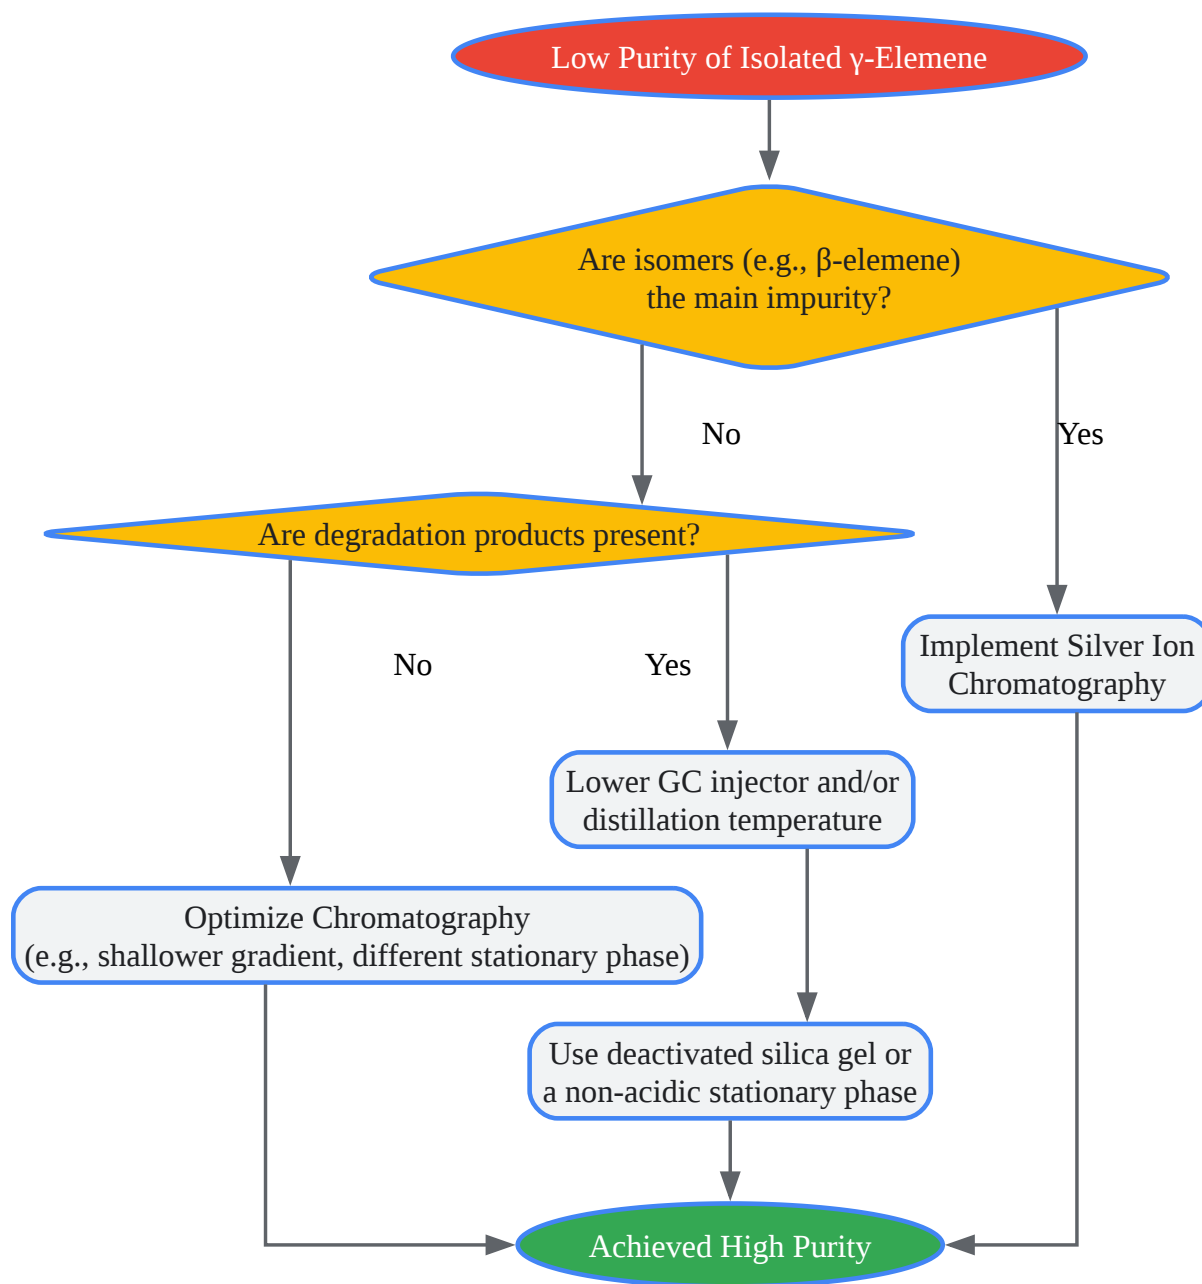 Low Purity of Isolated γ-Elemene
Are isomers (e.g., β-elemene)
the main impurity?
No
Yes
Are degradation products present?
No
Yes
Implement Silver Ion
Chromatography
Lower GC injector and/or
distillation temperature
Optimize Chromatography
(e.g., shallower gradient, different stationary phase)
Use deactivated silica gel or
a non-acidic stationary phase
Achieved High Purity